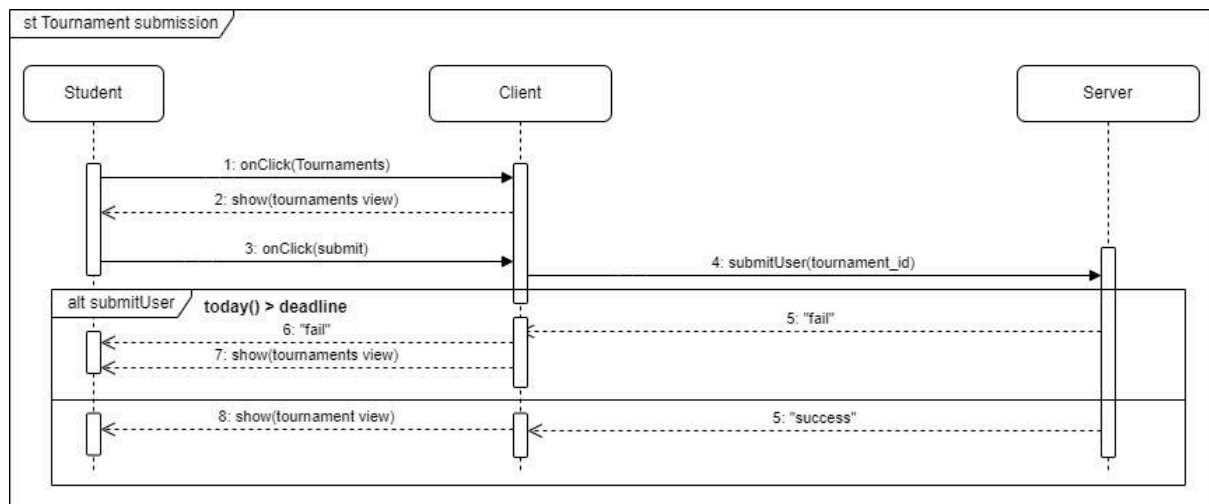 st Tournament submission
Student
Client
Server
1: onClick(Tournaments)
2: show(tournaments view)
3: onClick(submit)
4: submitUser(tournament_id)
alt submitUser
today() > deadline
5: "fail"
6: "fail"
7: show(tournaments view)
8: show(tournament view)
5: "success"